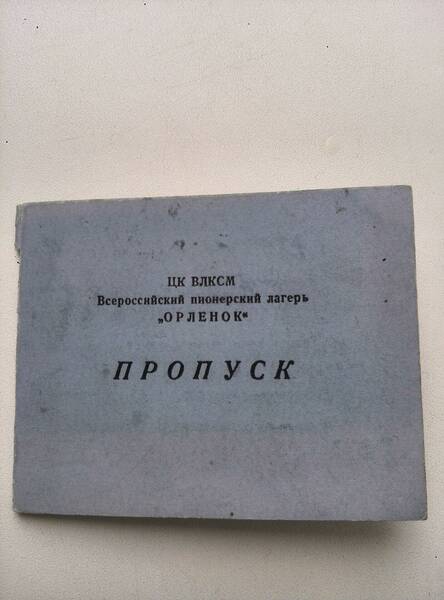 ЦК ВЛКСМ
Всероссийский пионерский лагерь
„ОРЛЕНОК“
ПРОПУСК